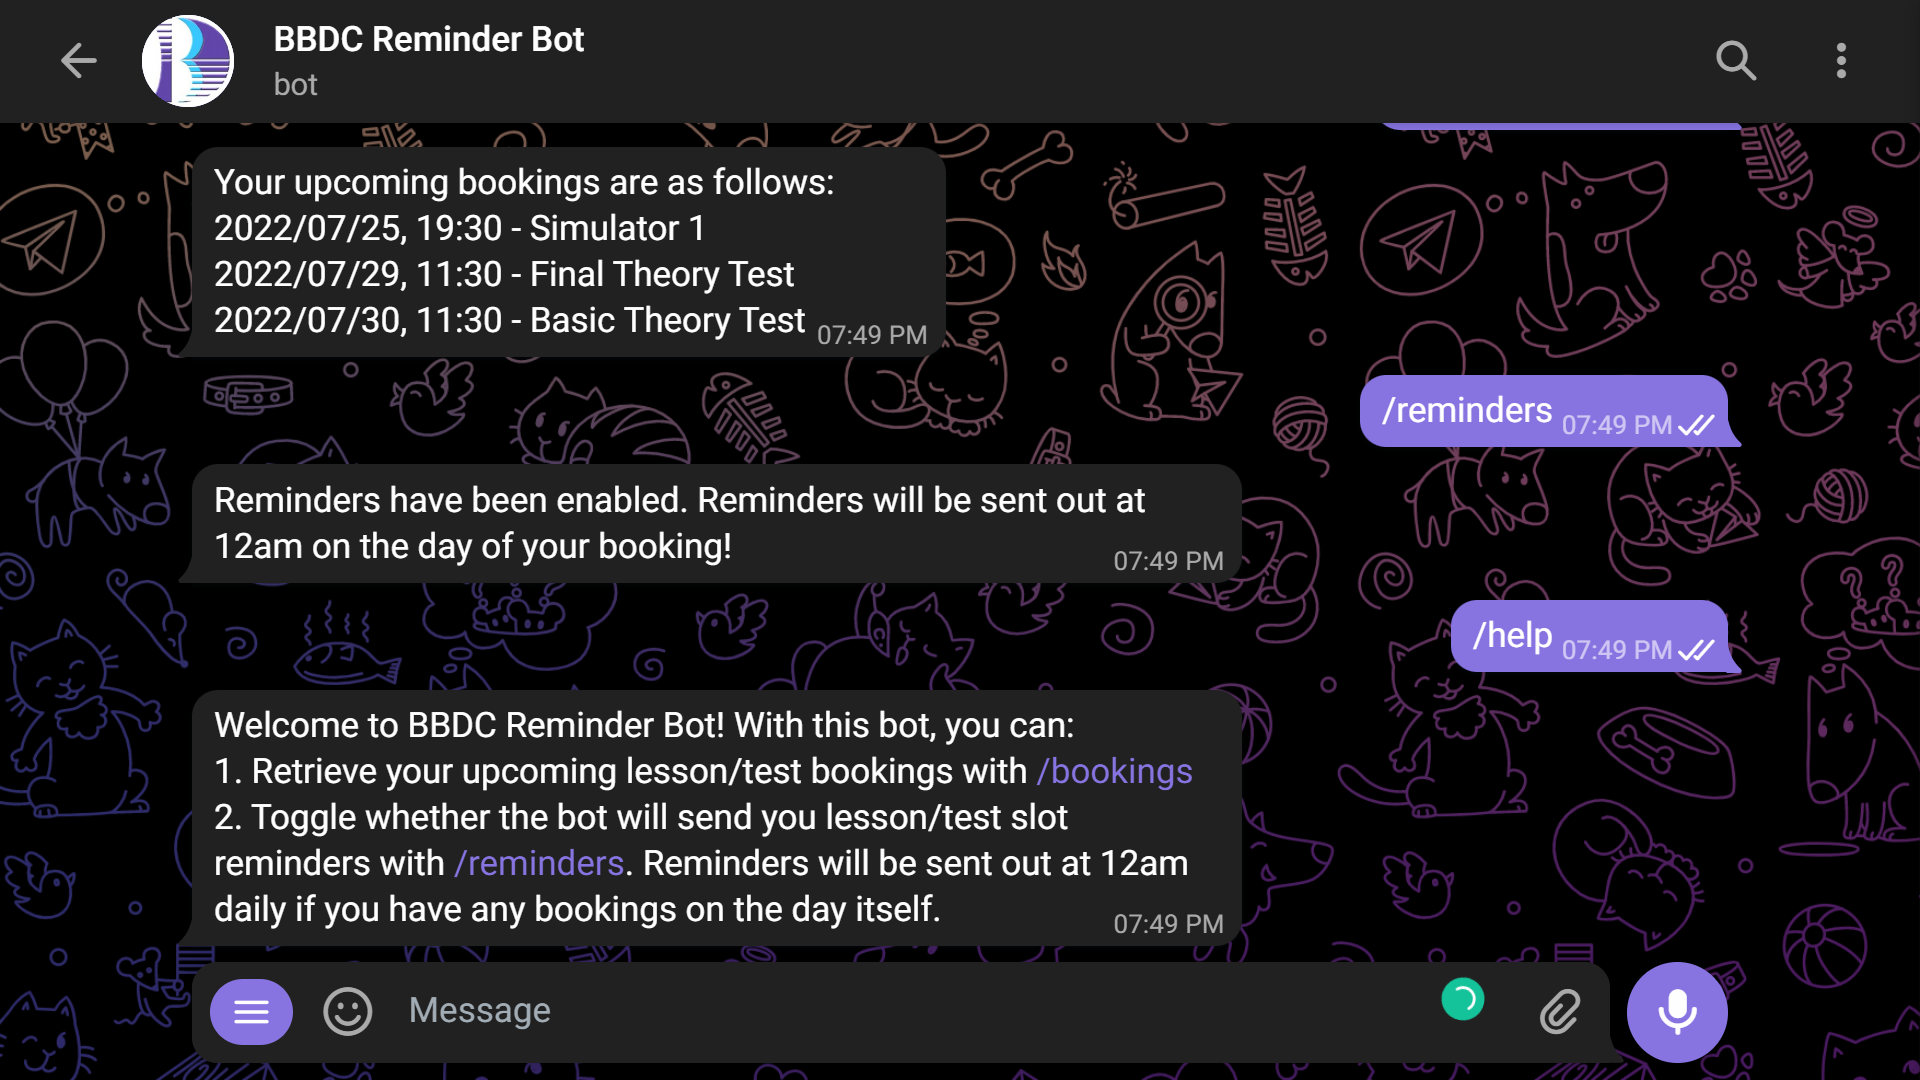 BBDC Reminder Bot
bot
Your upcoming bookings are as follows:
2022/07/25, 19:30 - Simulator 1
2022/07/29, 11:30 - Final Theory Test
2022/07/30, 11:30 - Basic Theory Test 07:49 PM
/reminders 07:49 PM
Reminders have been enabled. Reminders will be sent out at
12am on the day of your booking!
07:49 PM
/help 07:49 PM
Welcome to BBDC Reminder Bot! With this bot, you can:
1. Retrieve your upcoming lesson/test bookings with /bookings
2. Toggle whether the bot will send you lesson/test slot
reminders with /reminders. Reminders will be sent out at 12am
daily if you have any bookings on the day itself.
07:49 PM
Message